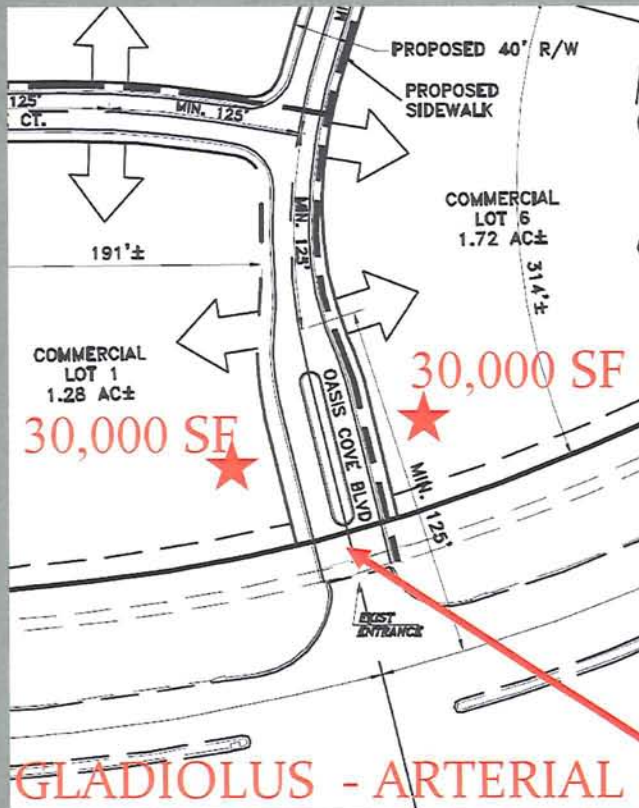 PROPOSED 40' R/W
PROPOSED
SIDEWALK
125'
MIN. 125'
CT.
COMMERCIAL
LOT 6
1.72 AC±
MIN. 125'
191'±
314'±
COMMERCIAL
LOT 1
1.28 AC±
30,000 SF
30,000 SF
OASIS COVE BLVD
MIN. 125'
EXIST
ENTRANCE
GLADIOLUS - ARTERIAL